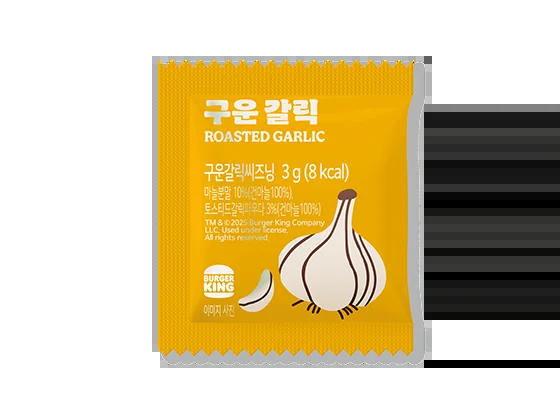 구운 갈릭
ROASTED GARLIC
구운갈릭씨즈닝 3 g (8 kcal)
마늘분말 10%(건마늘100%),
토스티드갈릭파우다 3%(건마늘100%)
TM & © 2025 Burger King Company
LLC. Used under license.
All rights reserved.
BURGER
KING
이미지 사진